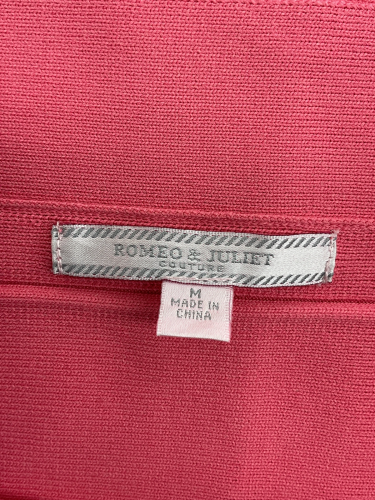 ROMEO & JULIET
COUTURE
M
MADE IN
CHINA